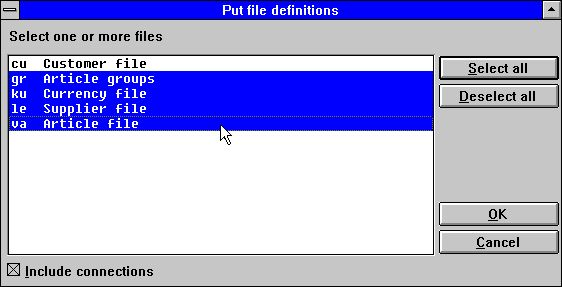 Put file definitions
Select one or more files
cu Customer file
gr Article groups
ku Currency file
le Supplier file
va Article file
Select all
Deselect all
OK
Cancel
Include connections